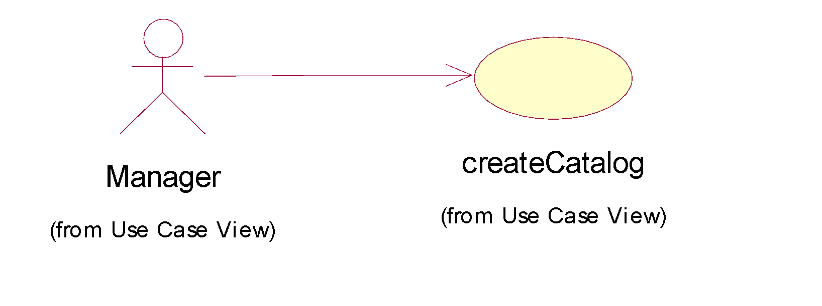 Manager
(from Use Case View)
createCatalog
(from Use Case View)